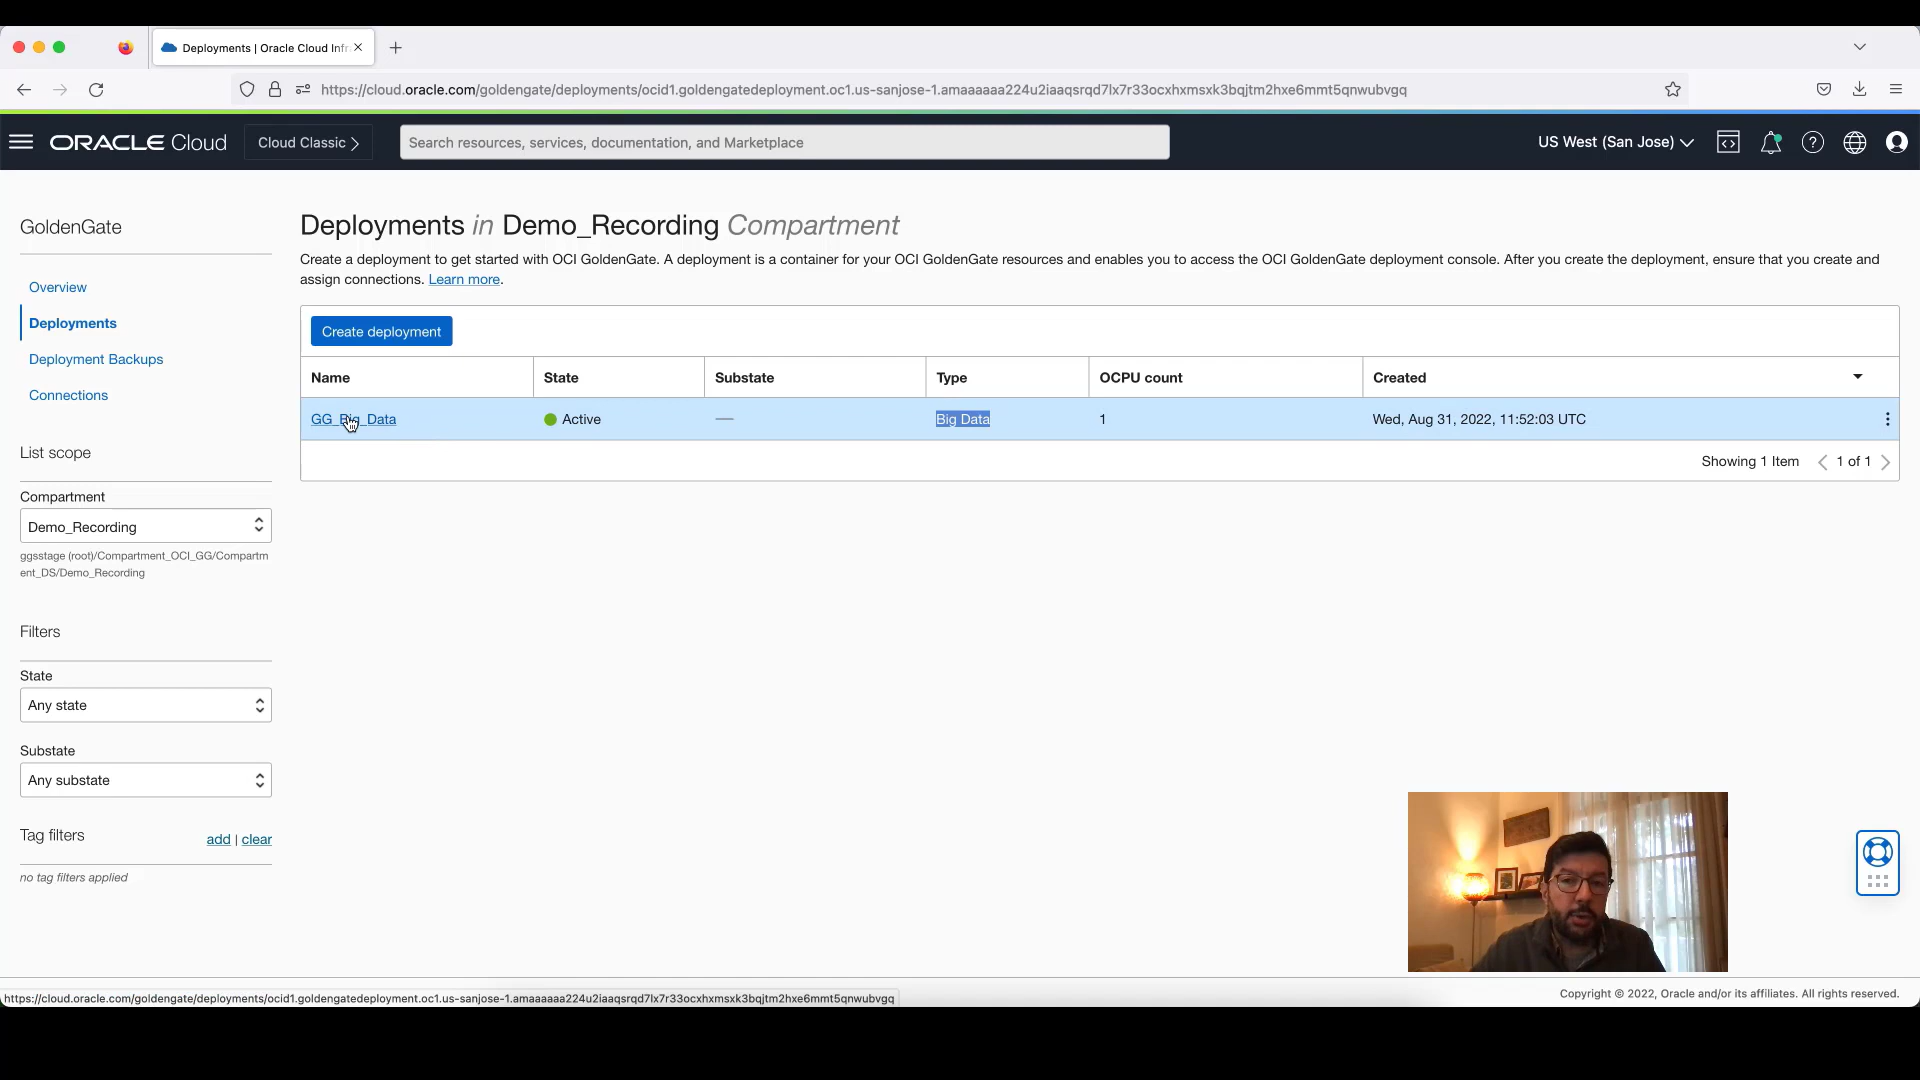 Deployments | Oracle Cloud Infr
https://cloud.oracle.com/goldengate/deployments/ocid1.goldengatedeployment.oc1.us-sanjose-1.amaaaaaa224u2iaaqsrqd7lx7r33ocxhxmsxk3bqjtm2hxe6mmt5qnwubvgq
ORACLE Cloud
Cloud Classic
Search resources, services, documentation, and Marketplace
US West (San Jose)
GoldenGate
Overview
Deployments
Deployment Backups
Connections
List scope
Compartment
Demo_Recording
ggsstage (root)/Compartment_OCI_GG/Compartm
ent_DS/Demo_Recording
Filters
State
Any state
Substate
Any substate
Tag filters
add | clear
no tag filters applied
Deployments in Demo_Recording Compartment
Create a deployment to get started with OCI GoldenGate. A deployment is a container for your OCI GoldenGate resources and enables you to access the OCI GoldenGate deployment console. After you create the deployment, ensure that you create and
assign connections. Learn more.
Create deployment
Name State Substate Type OCPU count Created
GG_Big_Data Active — Big Data 1 Wed, Aug 31, 2022, 11:52:03 UTC
Showing 1 Item 1 of 1
https://cloud.oracle.com/goldengate/deployments/ocid1.goldengatedeployment.oc1.us-sanjose-1.amaaaaaa224u2iaaqsrqd7lx7r33ocxhxmsxk3bqjtm2hxe6mmt5qnwubvgq
Copyright © 2022, Oracle and/or its affiliates. All rights reserved.